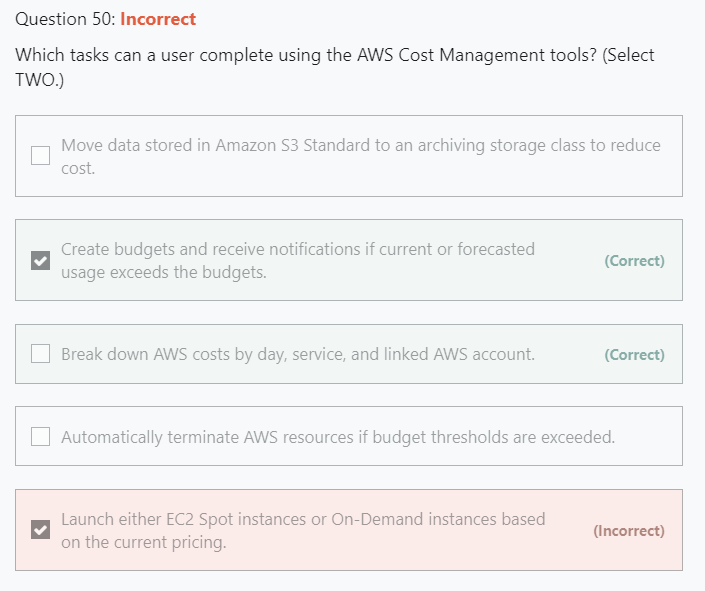 Question 50: Incorrect
Which tasks can a user complete using the AWS Cost Management tools? (Select
TWO.)
Move data stored in Amazon S3 Standard to an archiving storage class to reduce
cost.
Create budgets and receive notifications if current or forecasted
usage exceeds the budgets.
(Correct)
Break down AWS costs by day, service, and linked AWS account.
(Correct)
Automatically terminate AWS resources if budget thresholds are exceeded.
Launch either EC2 Spot instances or On-Demand instances based
on the current pricing.
(Incorrect)